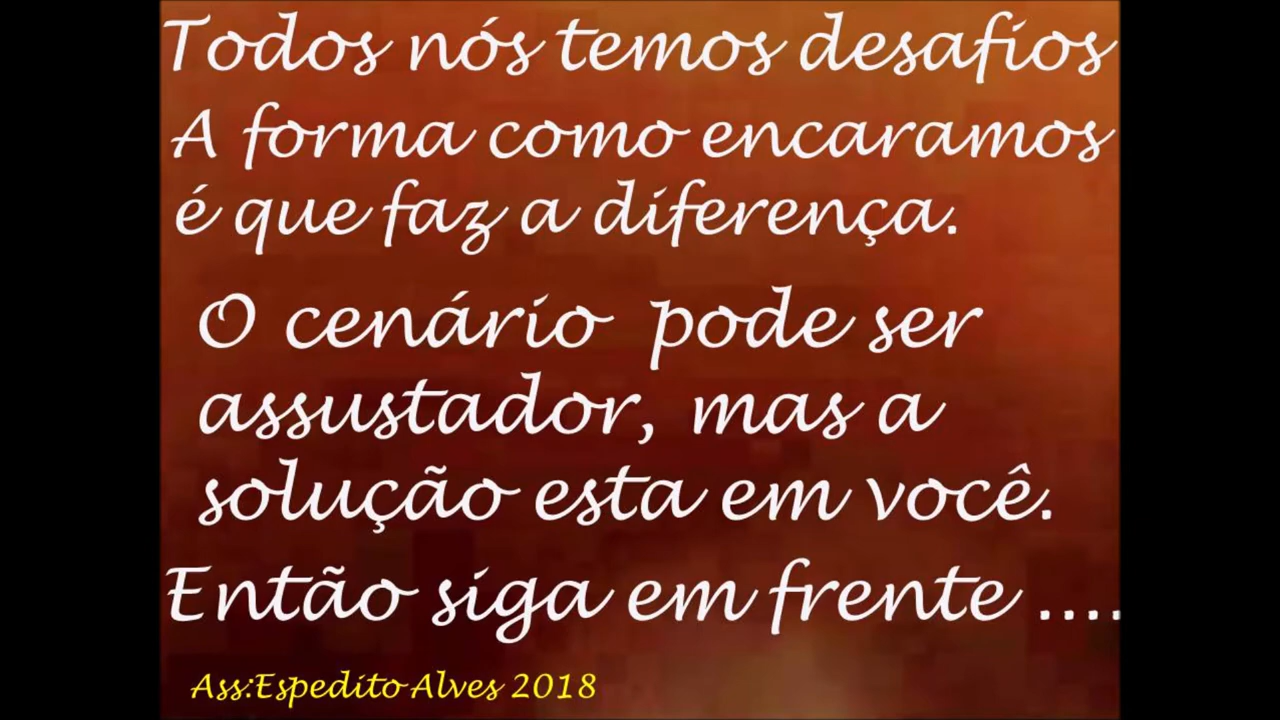 Todos nós temos desafios
A forma como encaramos
é que faz a diferença.
O cenário pode ser
assustador, mas a
solução esta em você.
Então siga em frente ....
Ass:Espedito Alves 2018